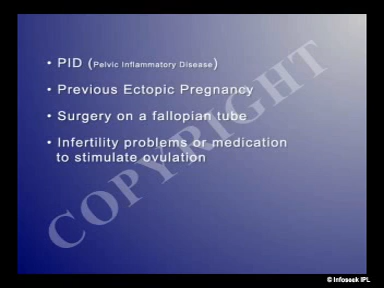 • PID (Pelvic Inflammatory Disease)
• Previous Ectopic Pregnancy
• Surgery on a fallopian tube
• Infertility problems or medication
to stimulate ovulation
COPYRIGHT
© Infoseek IPL